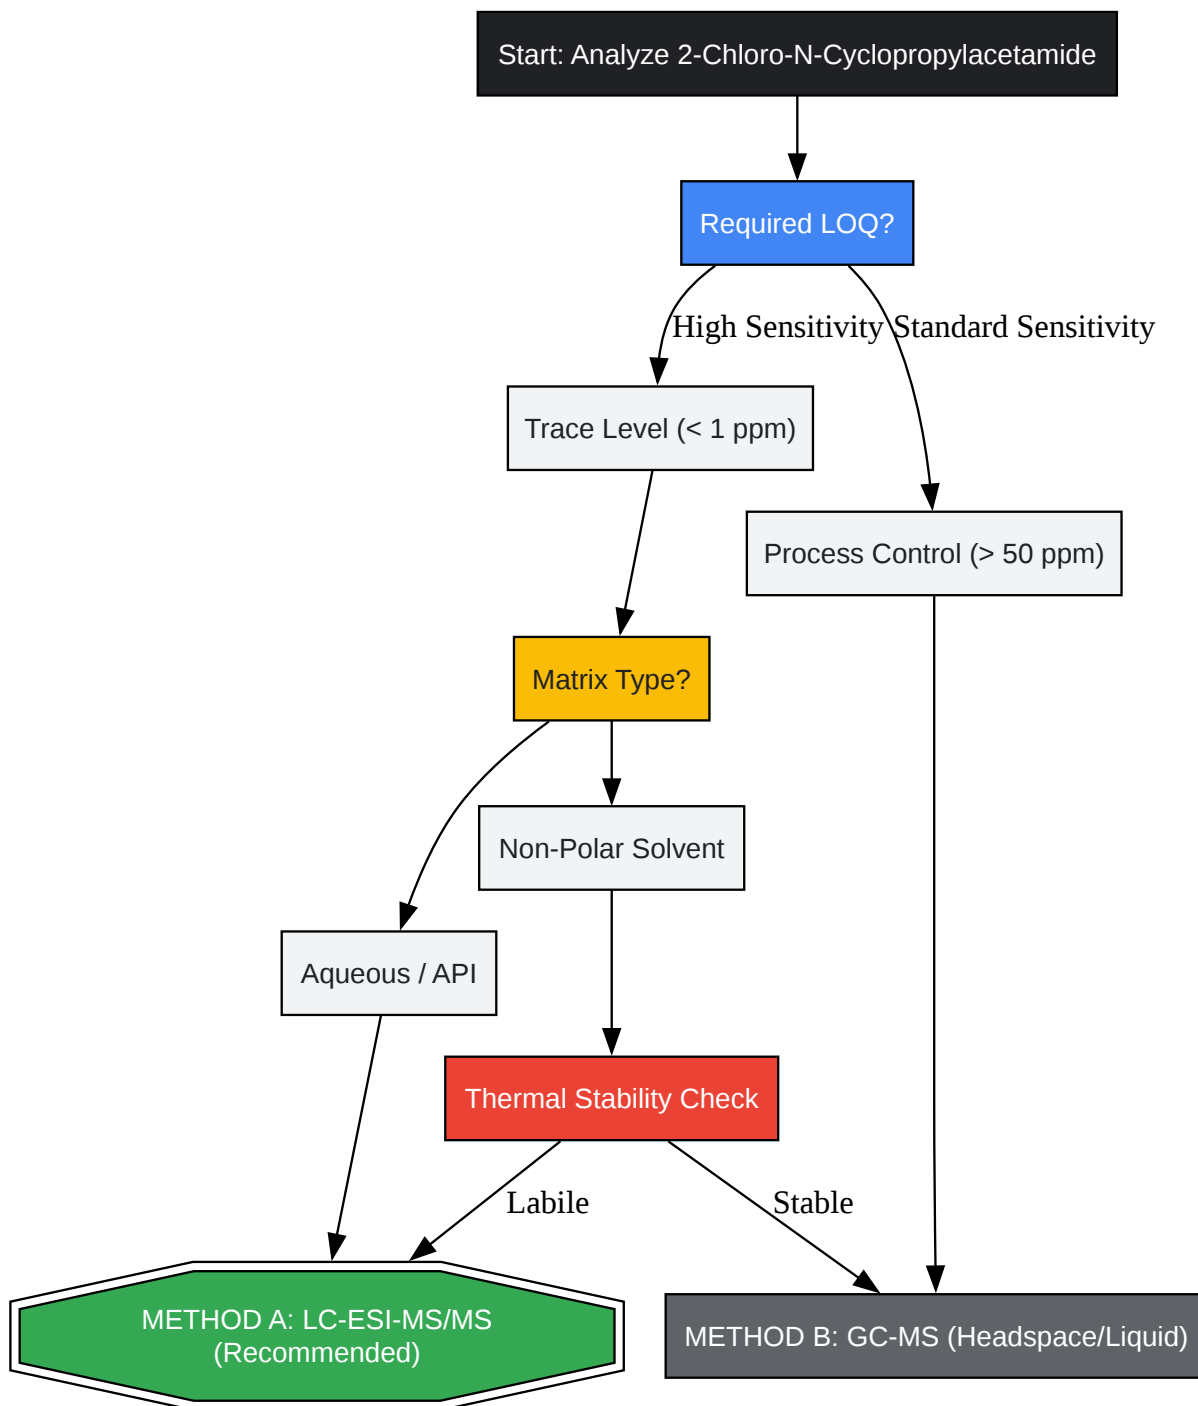 Start: Analyze 2-Chloro-N-Cyclopropylacetamide
Required LOQ?
High Sensitivity
Standard Sensitivity
Trace Level (< 1 ppm)
Process Control (> 50 ppm)
Matrix Type?
Non-Polar Solvent
Aqueous / API
Thermal Stability Check
Labile
Stable
METHOD A: LC-ESI-MS/MS
(Recommended)
METHOD B: GC-MS (Headspace/Liquid)